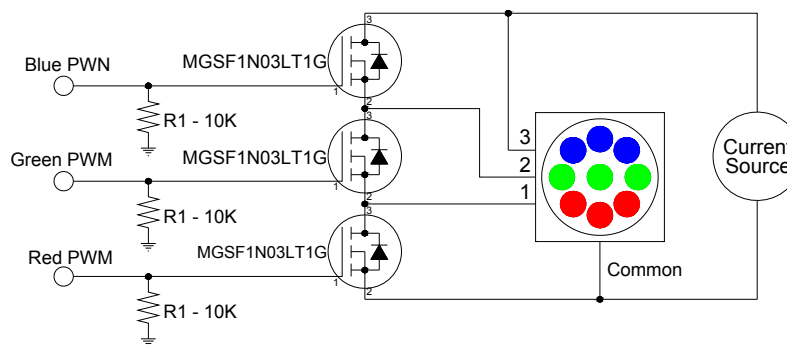 3
Blue PWN
MGSF1N03LT1G
1
2
R1 - 10K
3
Green PWM
MGSF1N03LT1G
1
2
R1 - 10K
3
Red PWM
MGSF1N03LT1G
1
2
R1 - 10K
3
2
1
Common
Current
Source